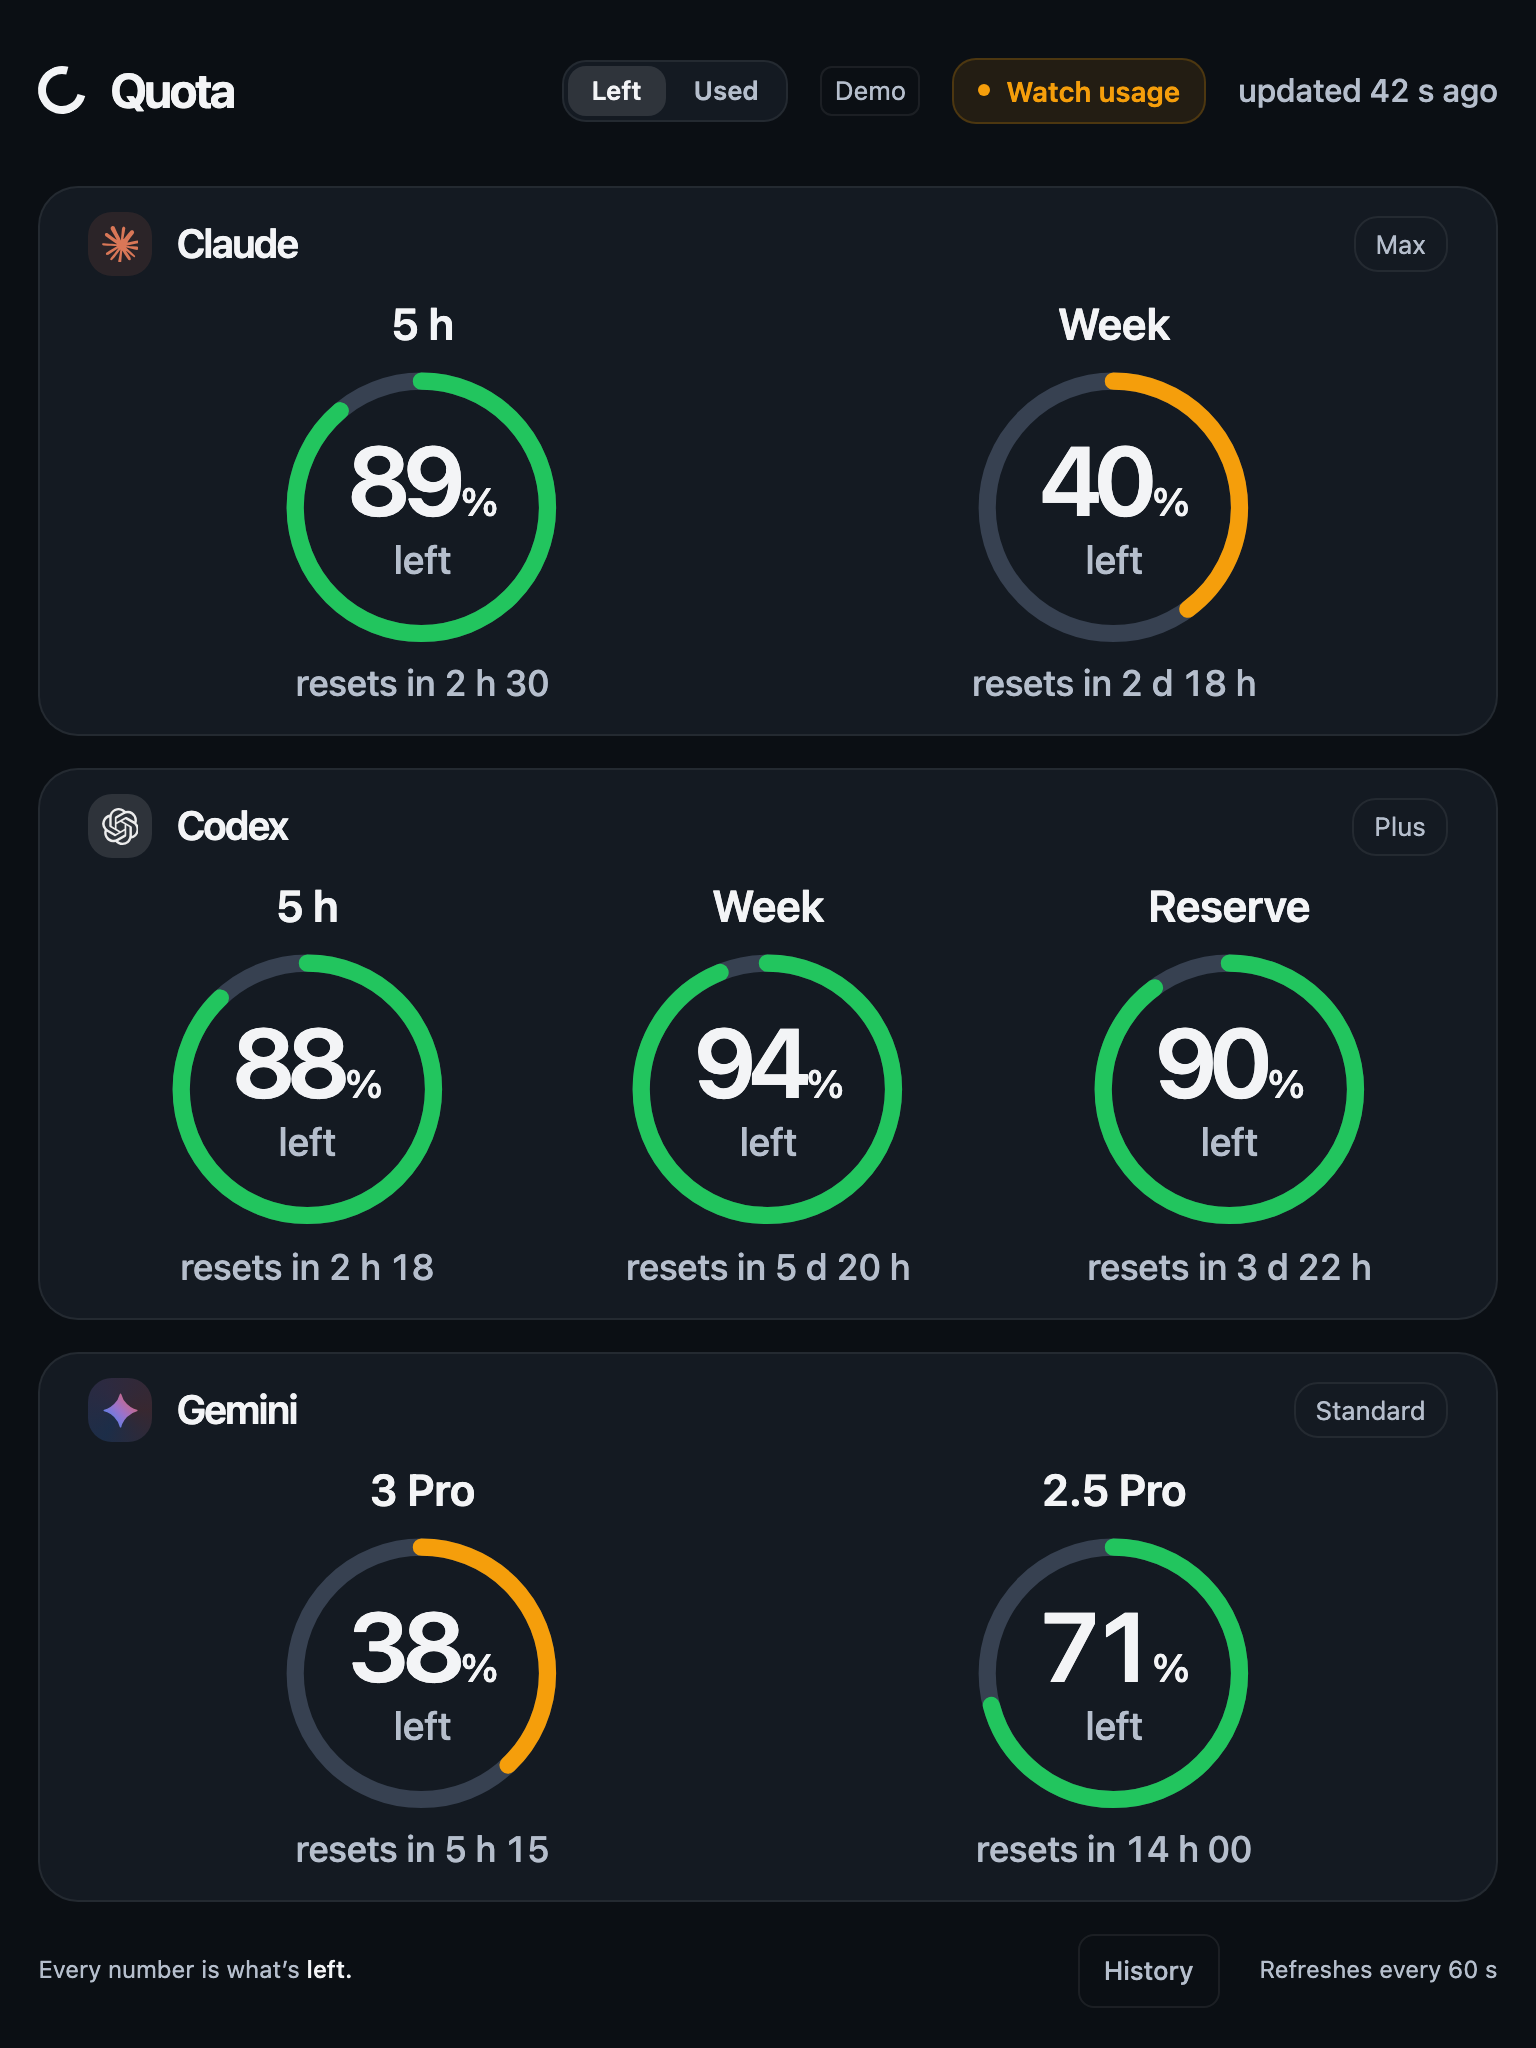 Quota
Left Used
Demo
Watch usage
updated 42 s ago
Claude
Max
5 h
Week
89%
left
40%
left
resets in 2 h 30
resets in 2 d 18 h
Codex
Plus
5 h
Week
Reserve
88%
left
94%
left
90%
left
resets in 2 h 18
resets in 5 d 20 h
resets in 3 d 22 h
Gemini
Standard
3 Pro
2.5 Pro
38%
left
71%
left
resets in 5 h 15
resets in 14 h 00
Every number is what’s left.
History
Refreshes every 60 s